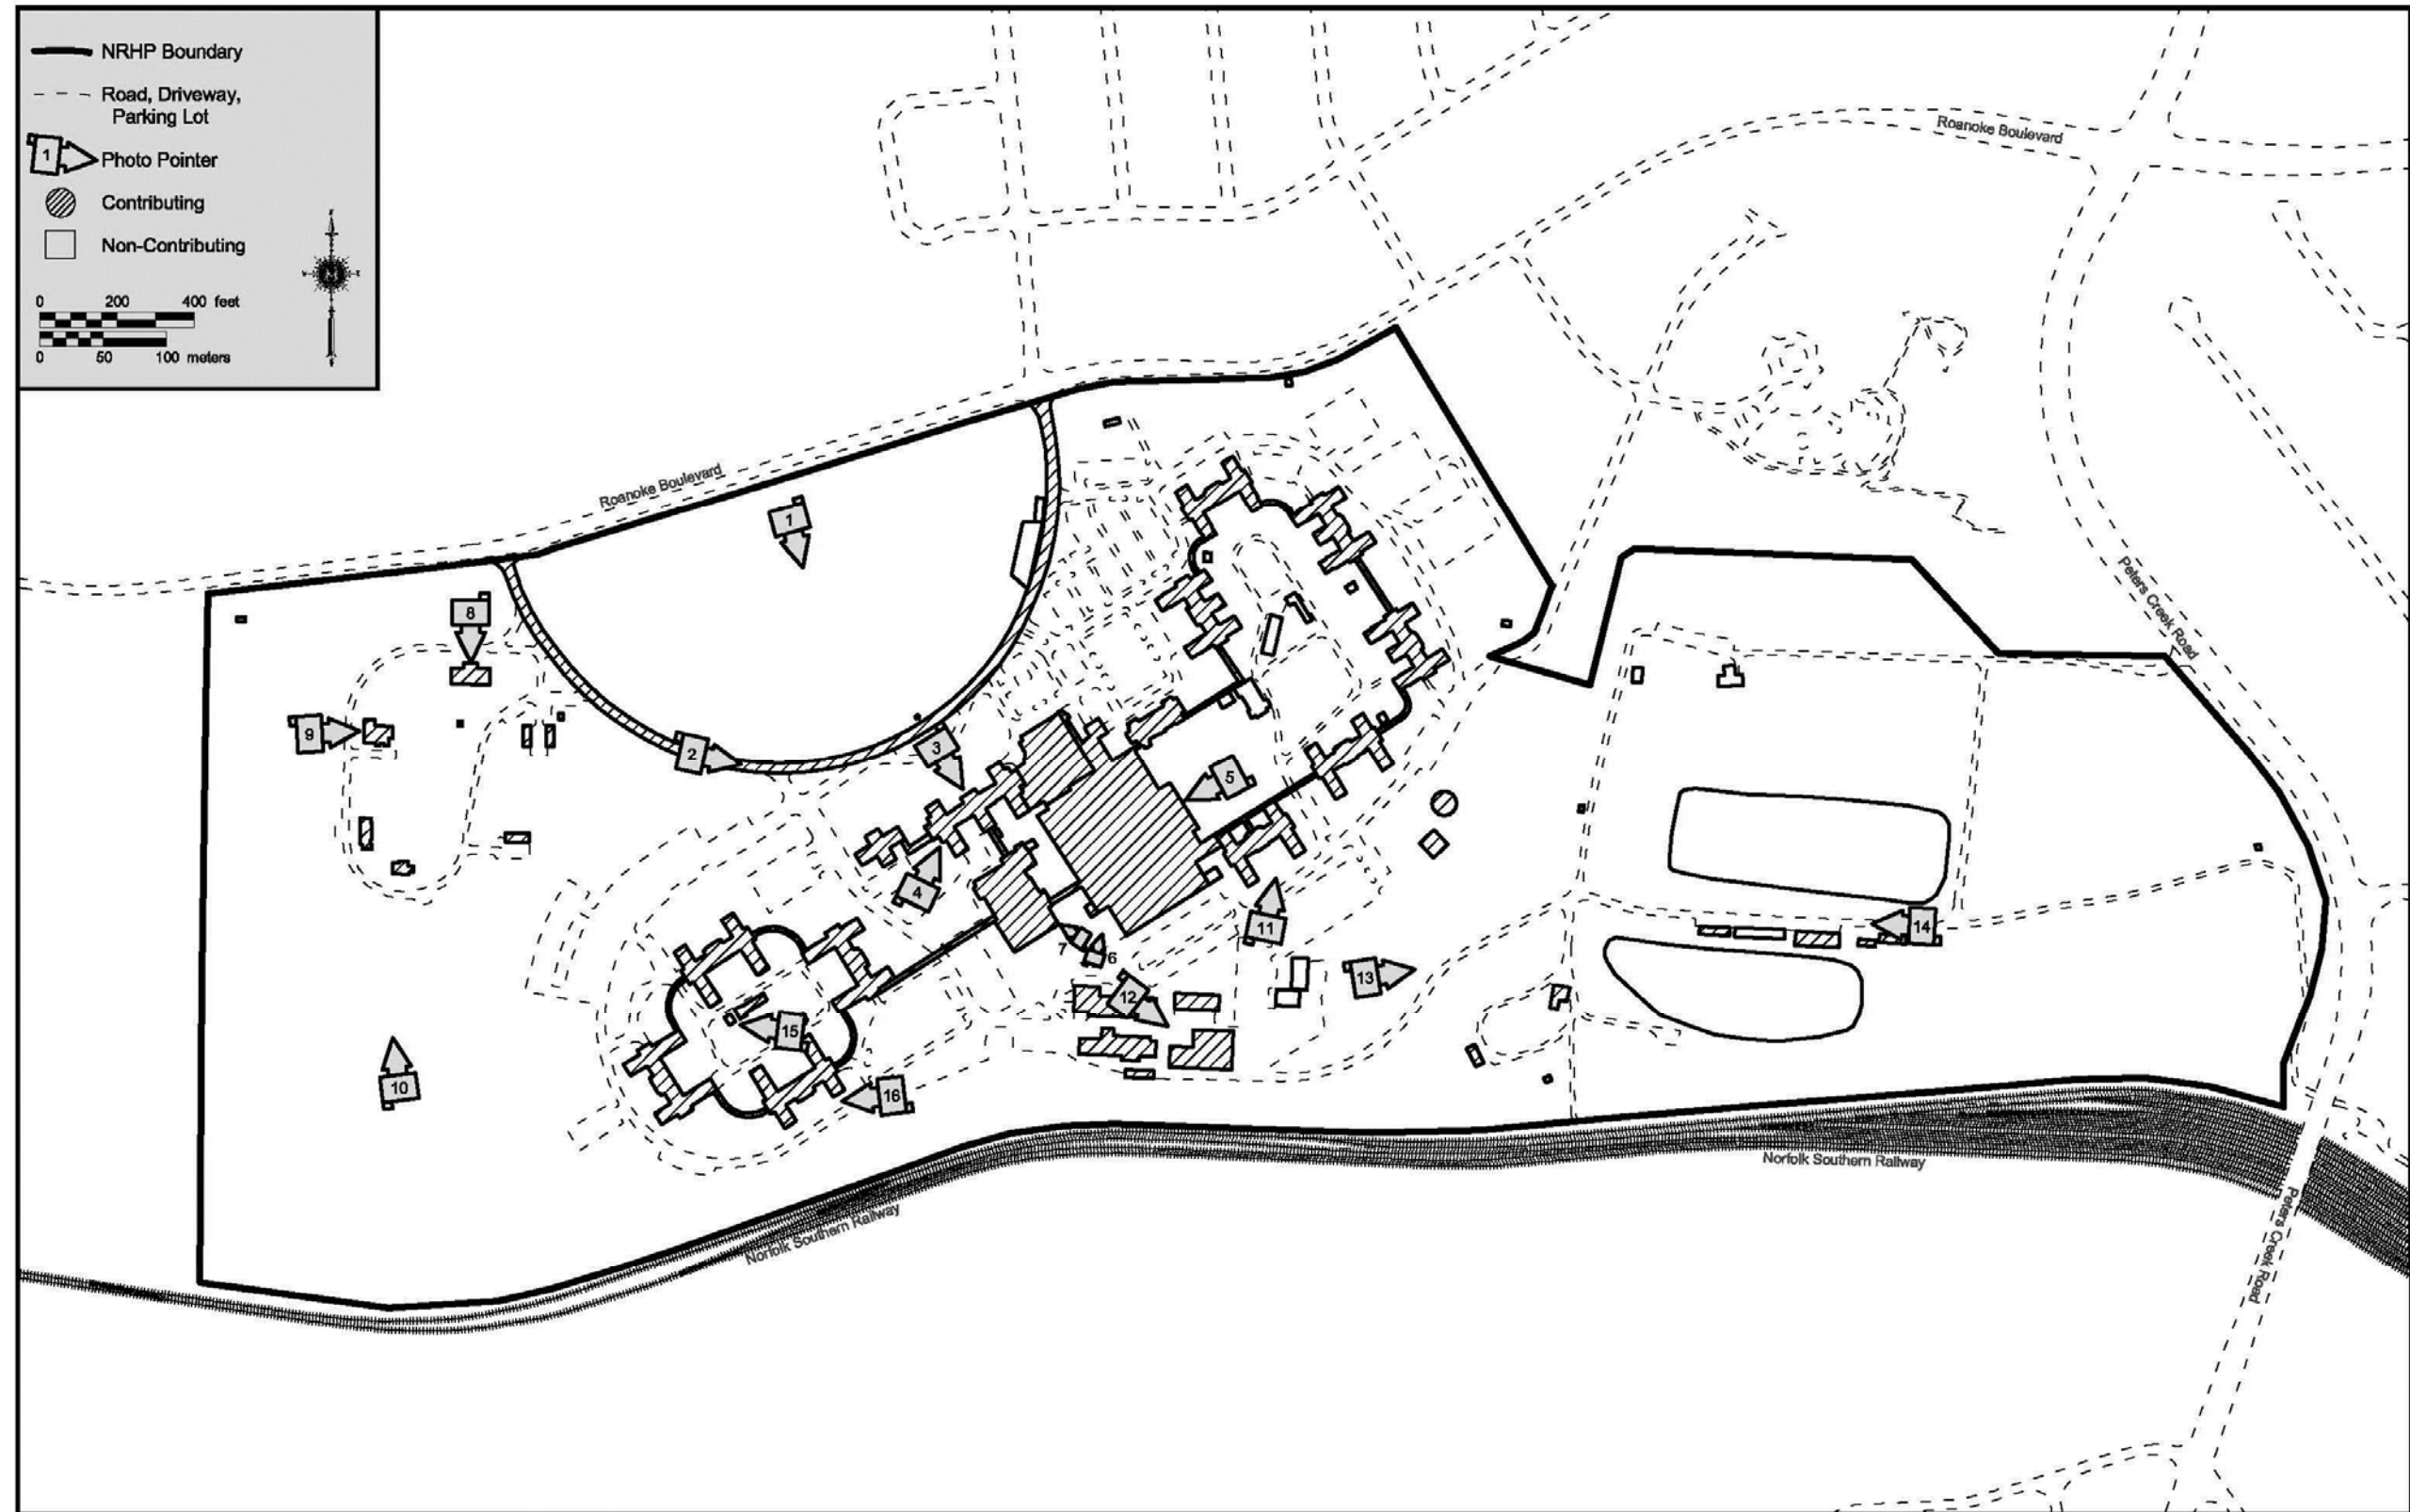 NRHP Boundary
Road, Driveway,
Parking Lot
1
Photo Pointer
Contributing
Non-Contributing
N
0 200 400 feet
0 50 100 meters
Roanoke Boulevard
Roanoke Boulevard
Peters Creek Road
1
8
9
2
3
5
4
7
6
11
14
12
13
15
10
16
Norfolk Southern Railway
Norfolk Southern Railway
Peters Creek Road